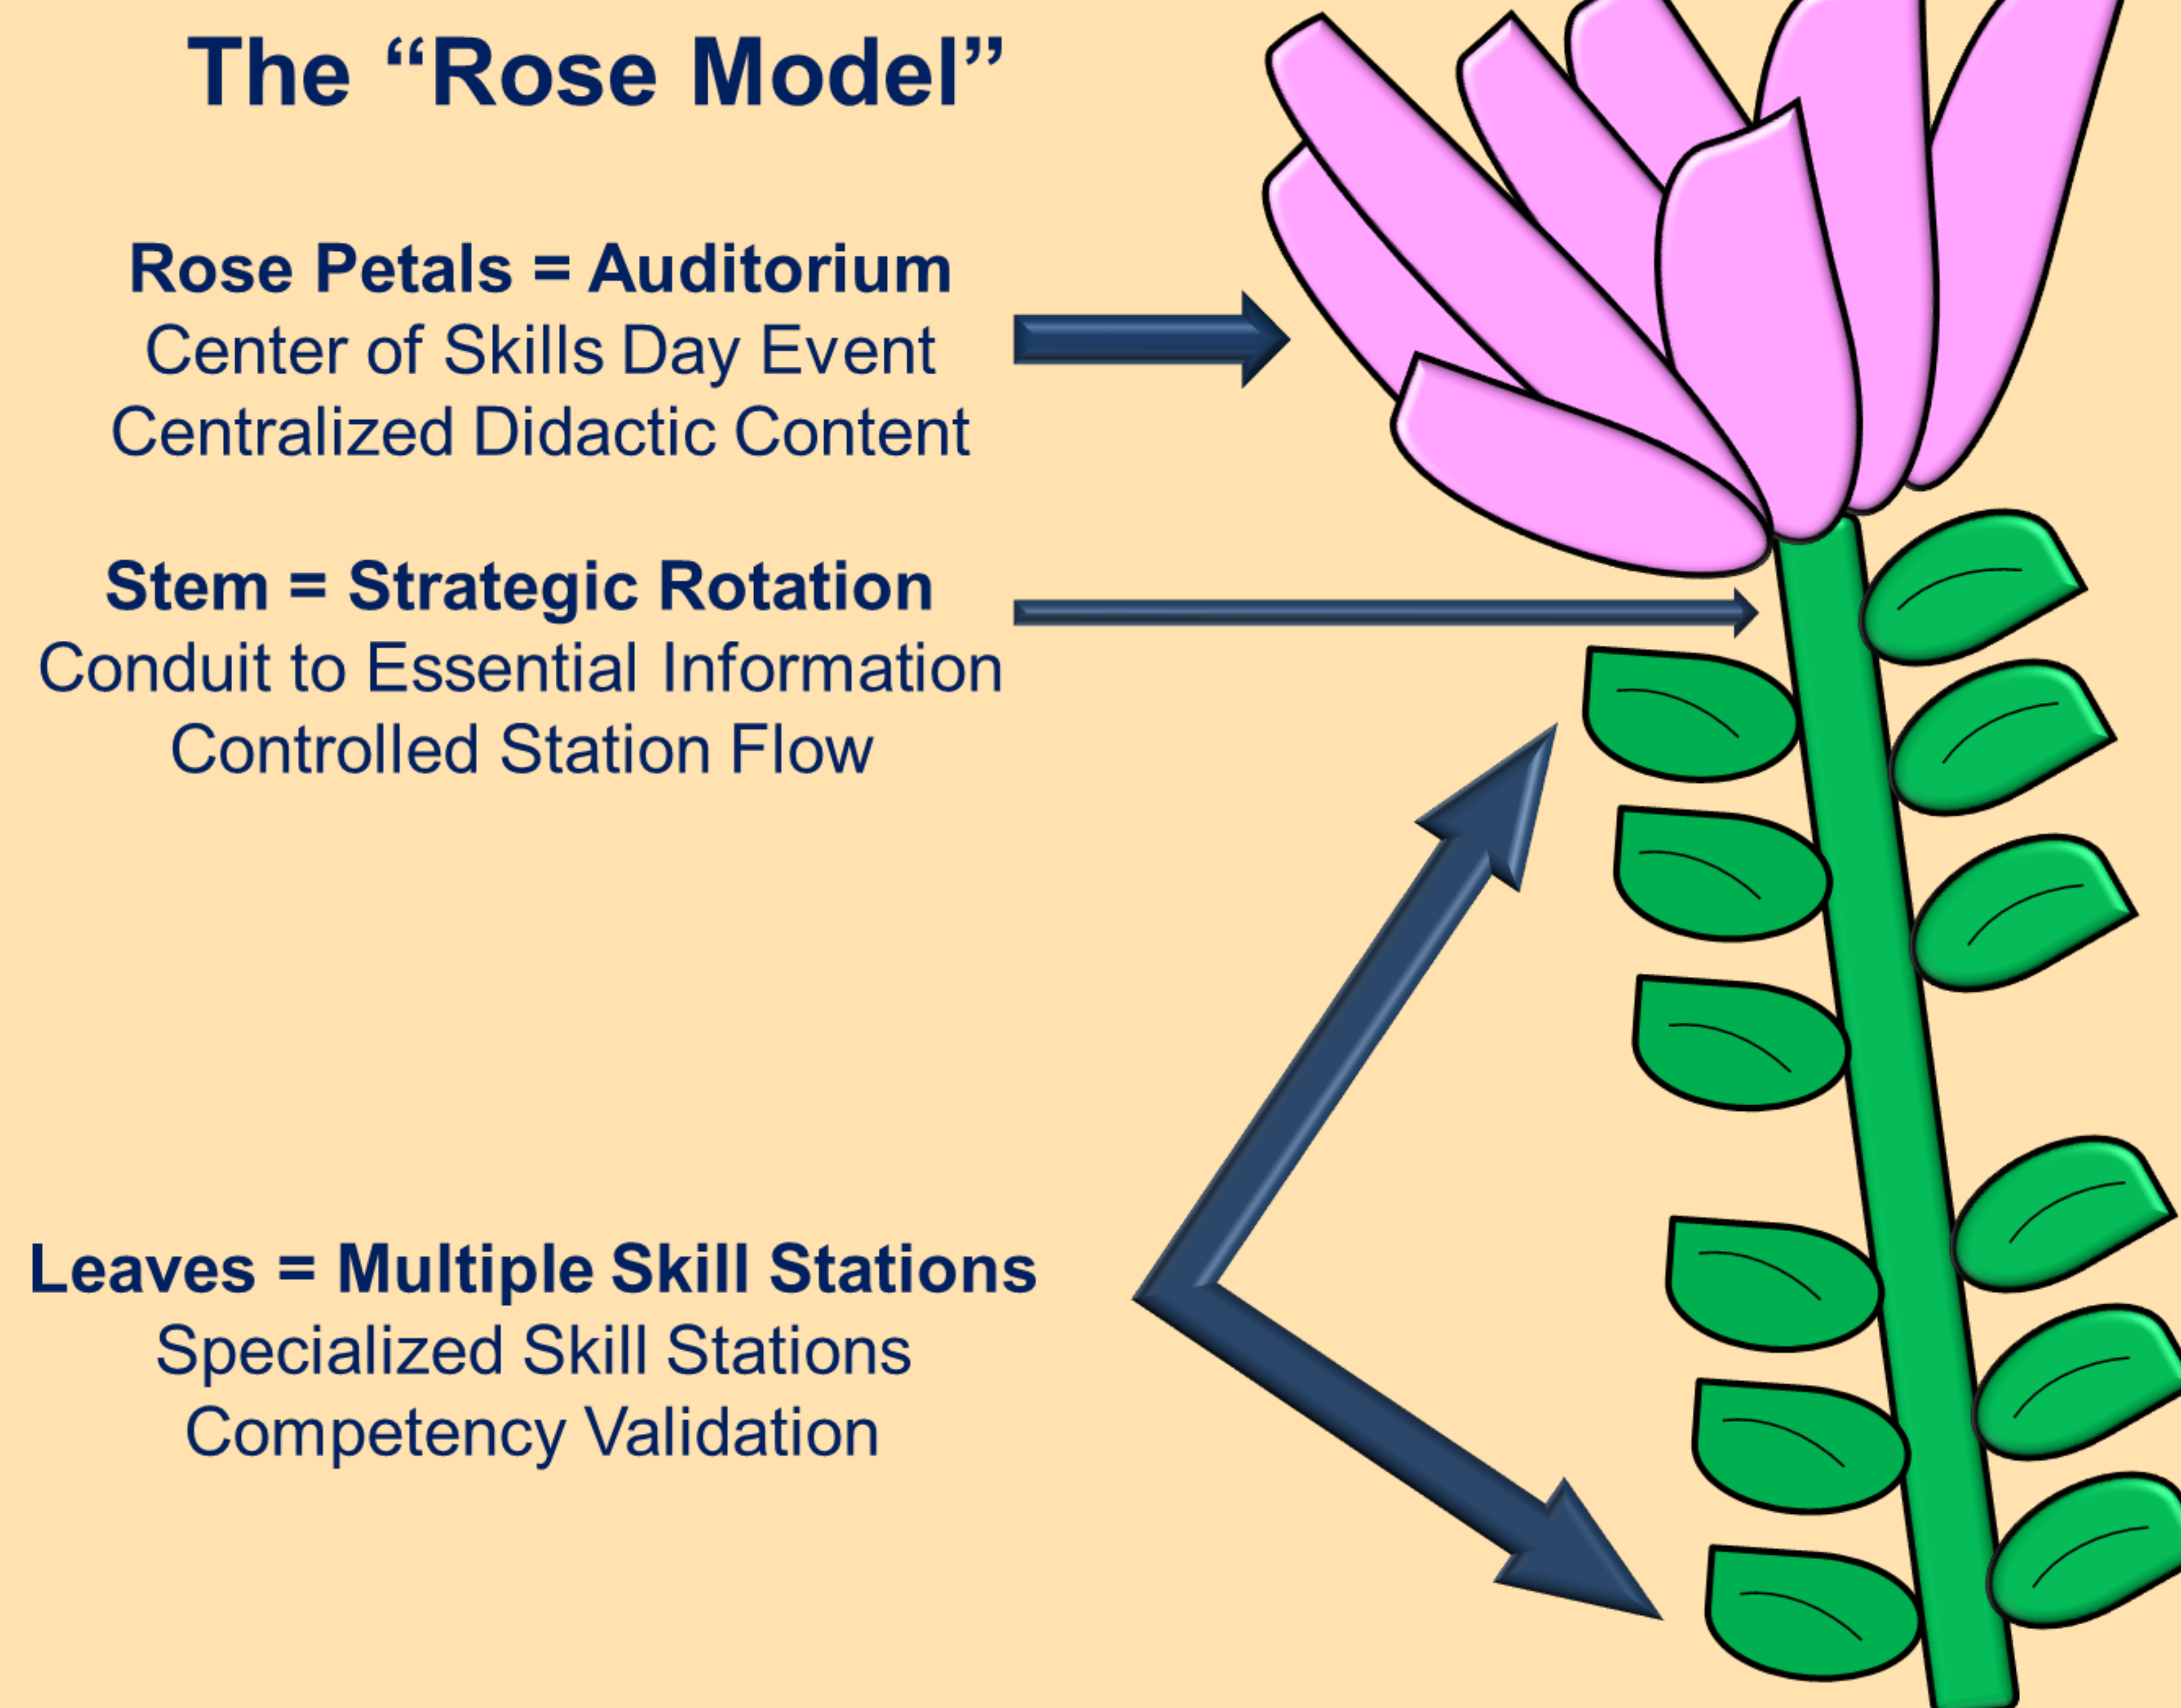 The “Rose Model”
Rose Petals = Auditorium
Center of Skills Day Event
Centralized Didactic Content
Stem = Strategic Rotation
Conduit to Essential Information
Controlled Station Flow
Leaves = Multiple Skill Stations
Specialized Skill Stations
Competency Validation